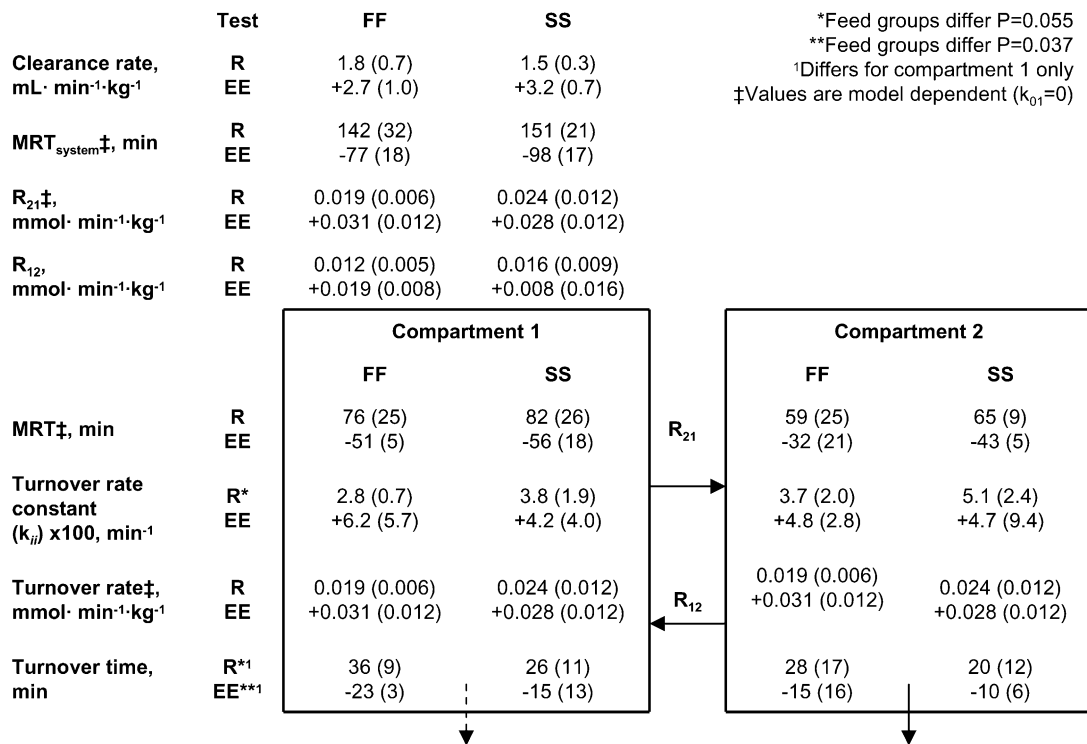 Test FF SS
*Feed groups differ P=0.055
**Feed groups differ P=0.037
¹Differs for compartment 1 only
‡Values are model dependent (k₀₁=0)
Clearance rate, R 1.8 (0.7) 1.5 (0.3)
mL· min⁻¹·kg⁻¹ EE +2.7 (1.0) +3.2 (0.7)
MRTsystem‡, min R 142 (32) 151 (21)
EE -77 (18) -98 (17)
R₂₁‡, R 0.019 (0.006) 0.024 (0.012)
mmol· min⁻¹·kg⁻¹ EE +0.031 (0.012) +0.028 (0.012)
R₁₂, R 0.012 (0.005) 0.016 (0.009)
mmol· min⁻¹·kg⁻¹ EE +0.019 (0.008) +0.008 (0.016)
Compartment 1 Compartment 2
FF SS FF SS
MRT‡, min R 76 (25) 82 (26) 59 (25) 65 (9)
EE -51 (5) -56 (18) -32 (21) -43 (5)
R₂₁
Turnover rate
constant R* 2.8 (0.7) 3.8 (1.9) 3.7 (2.0) 5.1 (2.4)
(kii) x100, min⁻¹ EE +6.2 (5.7) +4.2 (4.0) +4.8 (2.8) +4.7 (9.4)
Turnover rate‡, R 0.019 (0.006) 0.024 (0.012) 0.019 (0.006) 0.024 (0.012)
mmol· min⁻¹·kg⁻¹ EE +0.031 (0.012) +0.028 (0.012) +0.031 (0.012) +0.028 (0.012)
R₁₂
Turnover time, R*¹ 36 (9) 26 (11) 28 (17) 20 (12)
min EE**¹ -23 (3) -15 (13) -15 (16) -10 (6)